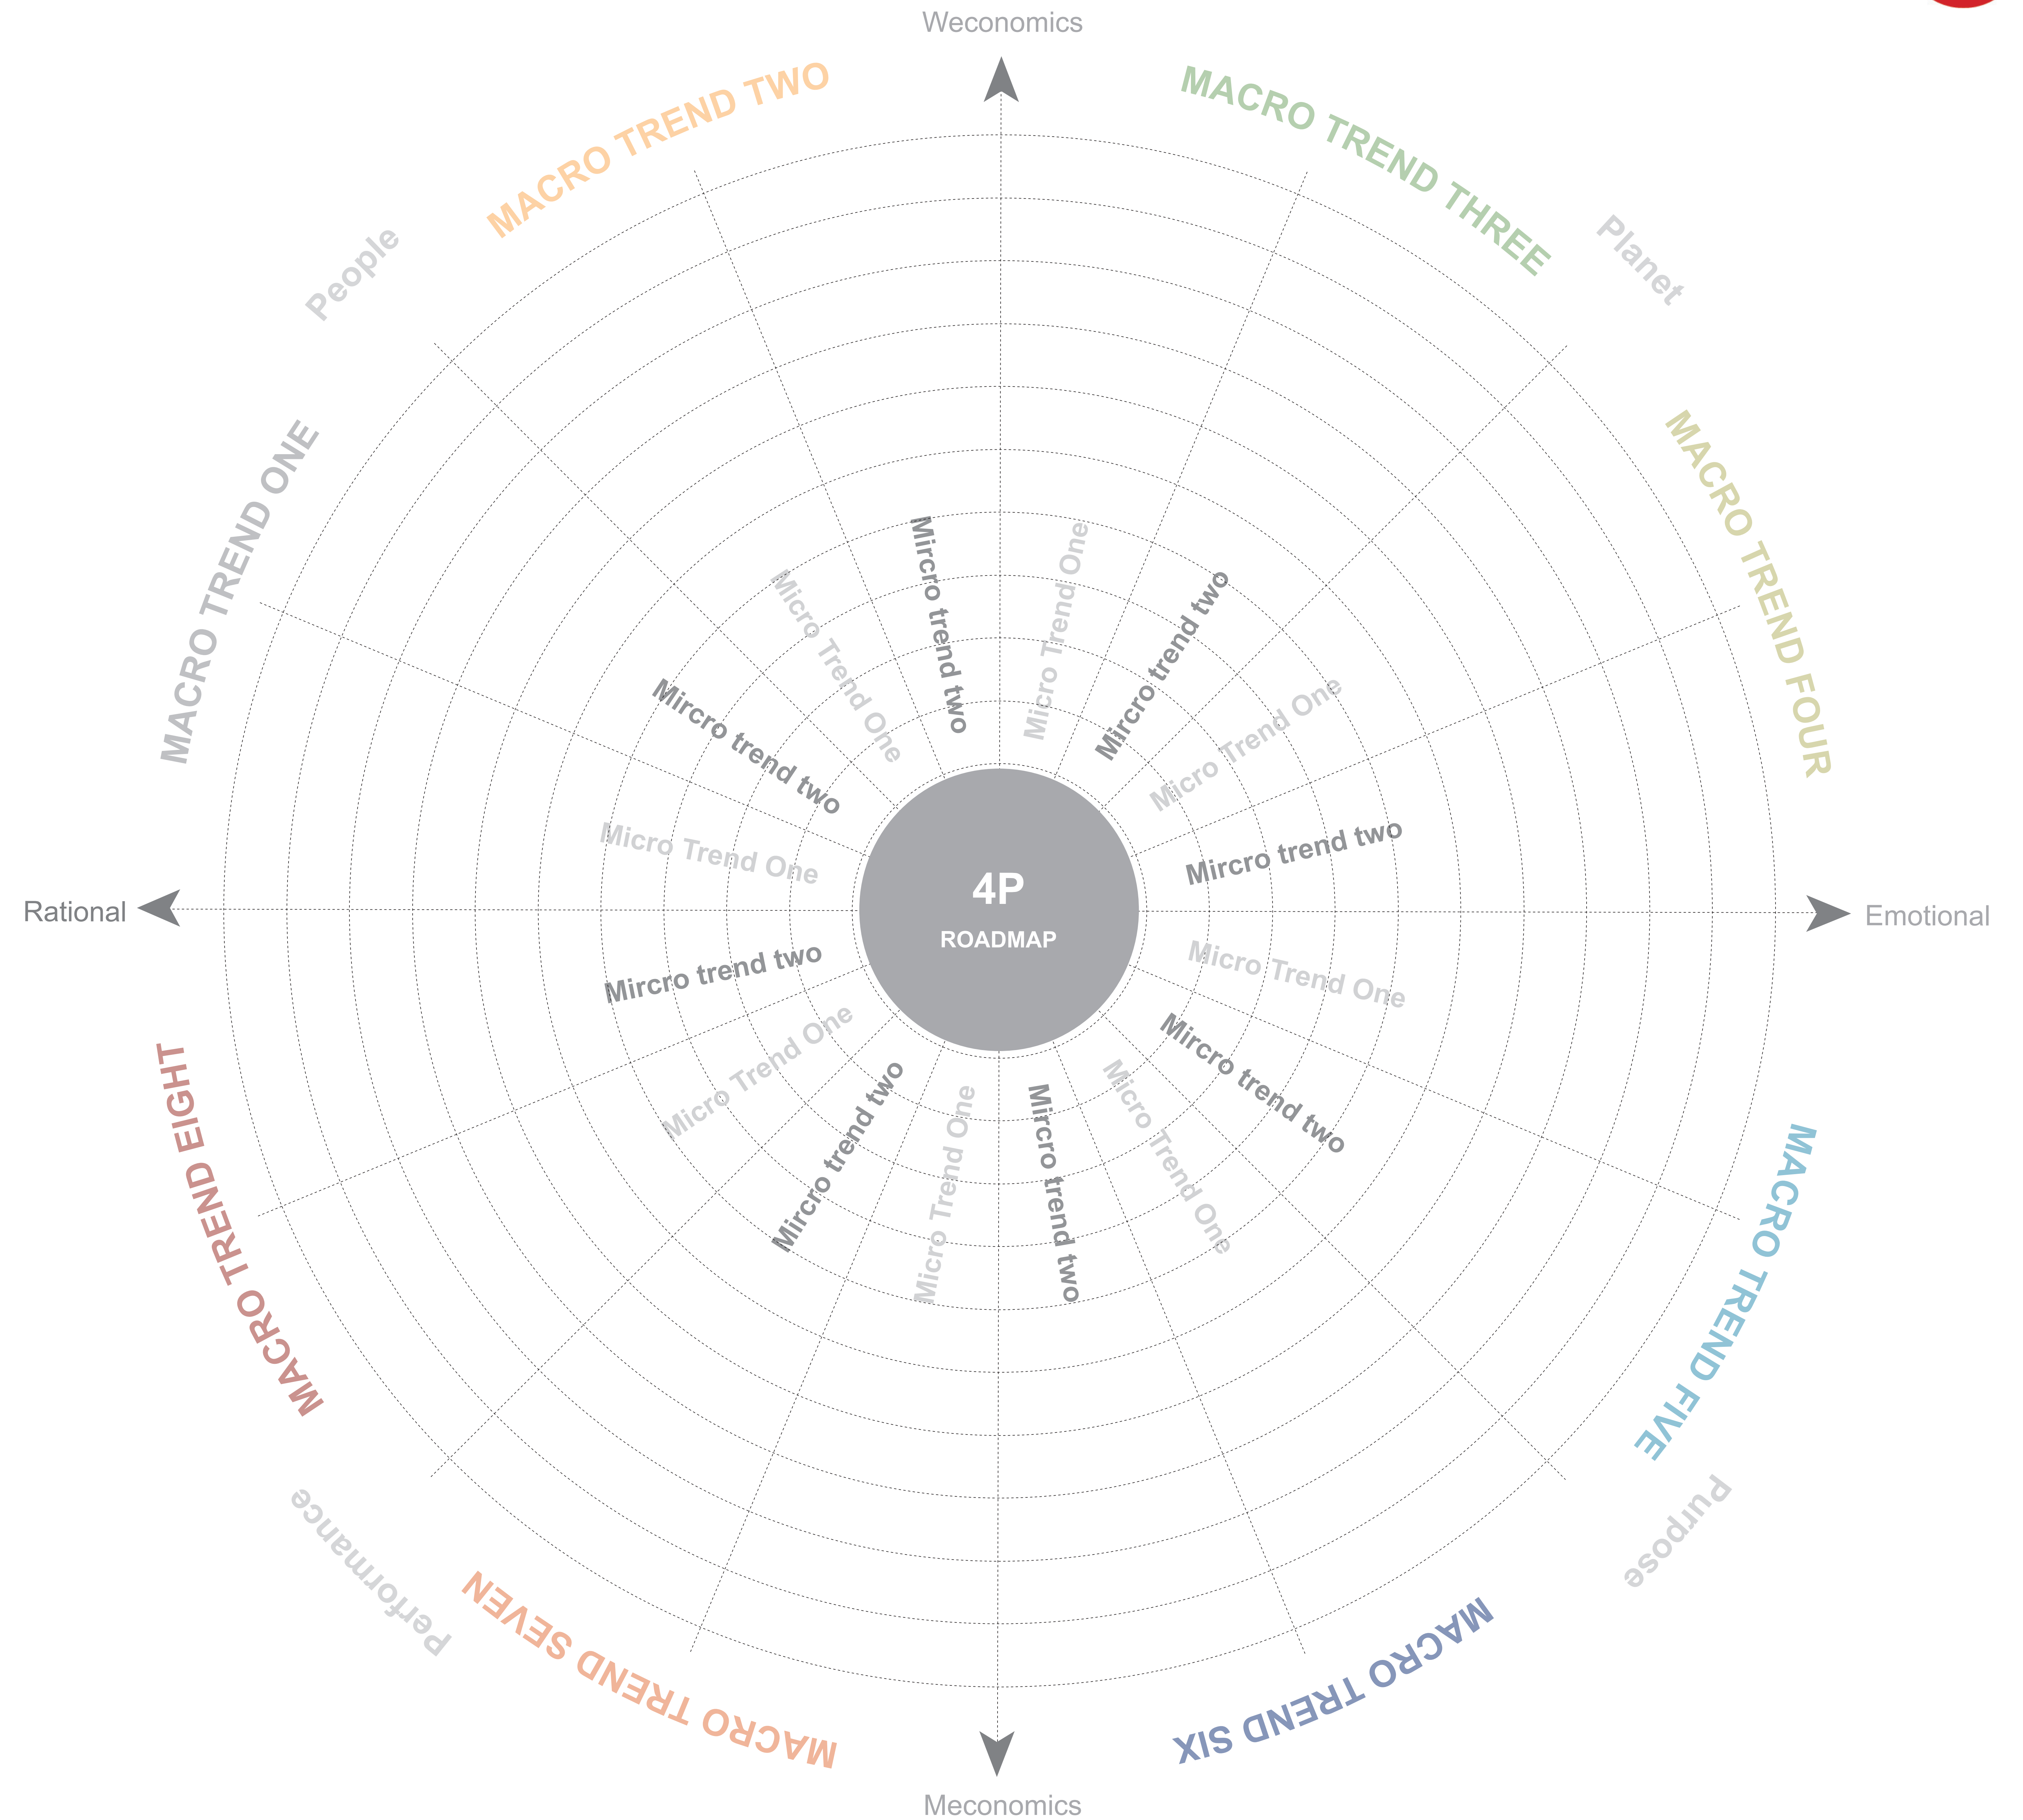 Weconomics
MACRO TREND TWO
MACRO TREND THREE
People
Planet
MACRO TREND ONE
MACRO TREND FOUR
Mircro trend two
Micro Trend One
Micro Trend One
Mircro trend two
Mircro trend two
Micro Trend One
Micro Trend One
Mircro trend two
Rational
4P
ROADMAP
Emotional
Mircro trend two
Micro Trend One
Micro Trend One
Mircro trend two
Mircro trend two
Micro Trend One
Micro Trend One
Mircro trend two
MACRO TREND EIGHT
MACRO TREND FIVE
Performance
Purpose
MACRO TREND SEVEN
MACRO TREND SIX
Meconomics